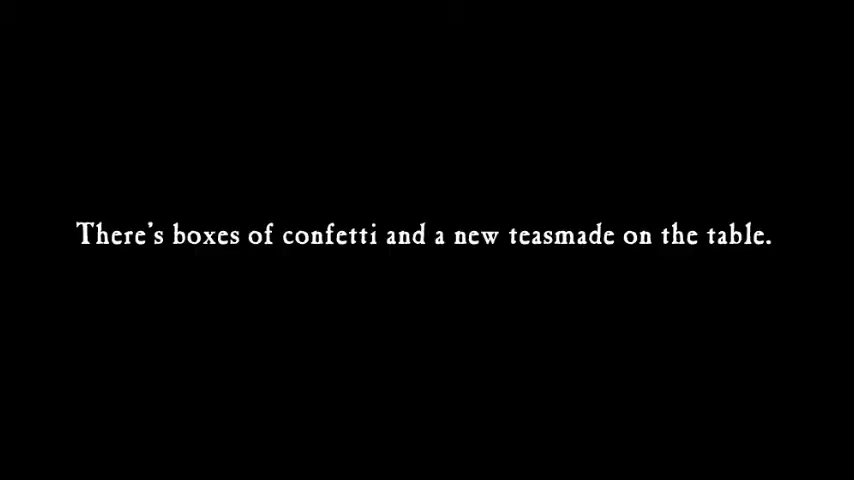 There's boxes of confetti and a new teasmade on the table.